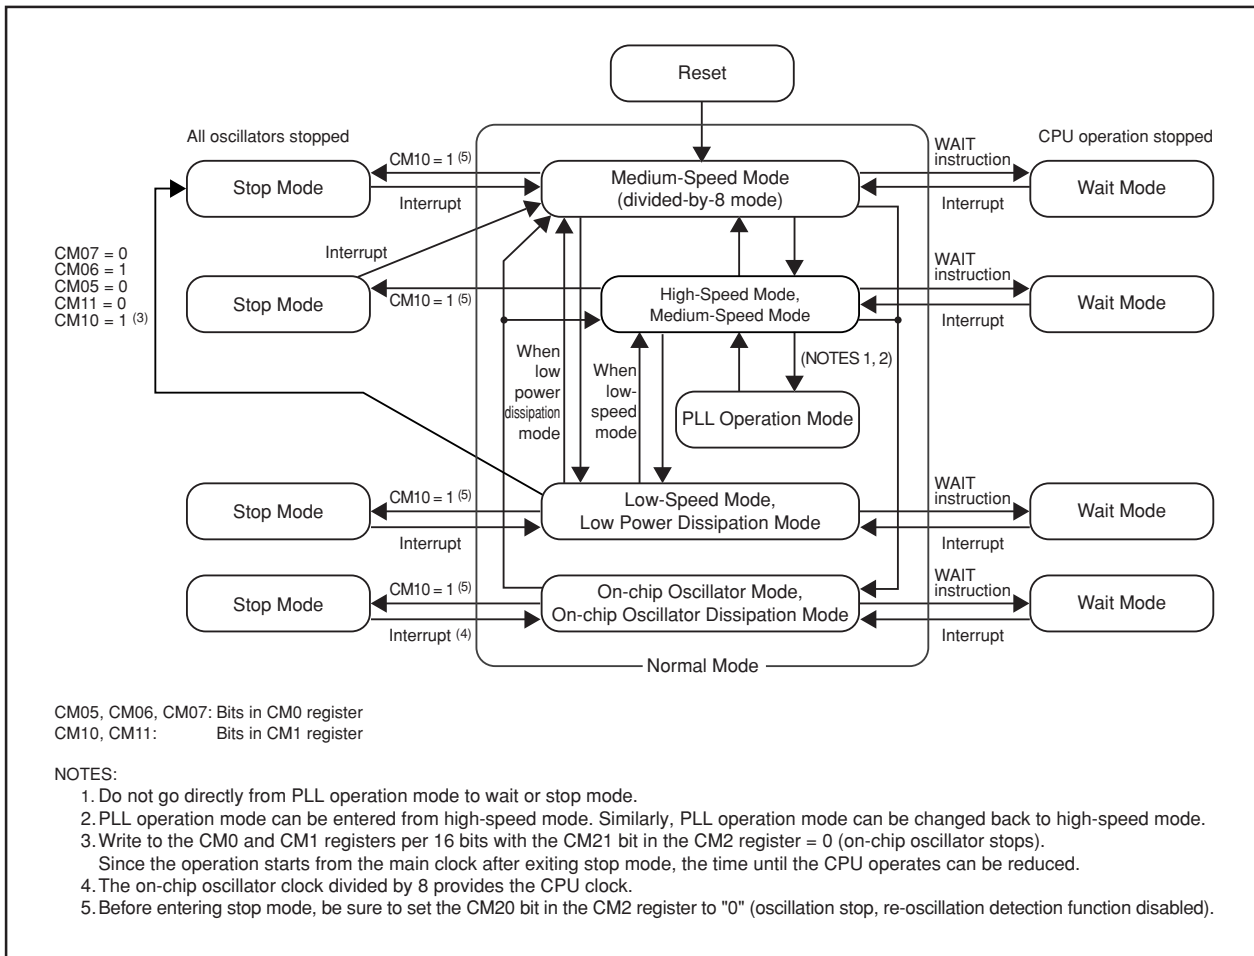 Reset
All oscillators stopped
CPU operation stopped
CM10 = 1 (5)
WAIT
instruction
Stop Mode
Medium-Speed Mode
(divided-by-8 mode)
Wait Mode
Interrupt
Interrupt
CM07 = 0
CM06 = 1
CM05 = 0
CM11 = 0
CM10 = 1 (3)
Interrupt
WAIT
instruction
Stop Mode
CM10 = 1 (5)
High-Speed Mode,
Medium-Speed Mode
Wait Mode
Interrupt
When
low
power
dissipation
mode
When
low-
speed
mode
(NOTES 1, 2)
PLL Operation Mode
CM10 = 1 (5)
WAIT
instruction
Stop Mode
Low-Speed Mode,
Low Power Dissipation Mode
Wait Mode
Interrupt
Interrupt
CM10 = 1 (5)
WAIT
instruction
Stop Mode
On-chip Oscillator Mode,
On-chip Oscillator Dissipation Mode
Wait Mode
Interrupt (4)
Interrupt
Normal Mode
CM05, CM06, CM07: Bits in CM0 register
CM10, CM11: Bits in CM1 register
NOTES:
1. Do not go directly from PLL operation mode to wait or stop mode.
2. PLL operation mode can be entered from high-speed mode. Similarly, PLL operation mode can be changed back to high-speed mode.
3. Write to the CM0 and CM1 registers per 16 bits with the CM21 bit in the CM2 register = 0 (on-chip oscillator stops).
Since the operation starts from the main clock after exiting stop mode, the time until the CPU operates can be reduced.
4. The on-chip oscillator clock divided by 8 provides the CPU clock.
5. Before entering stop mode, be sure to set the CM20 bit in the CM2 register to "0" (oscillation stop, re-oscillation detection function disabled).